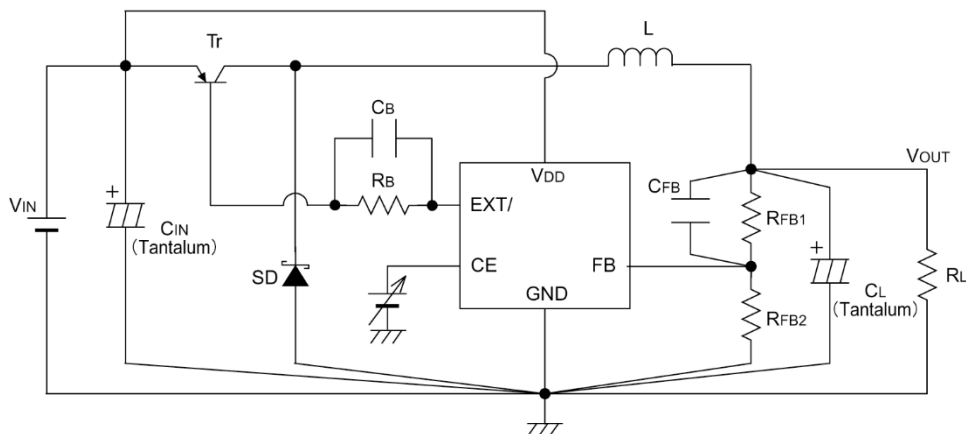 Tr
L
CB
RB
VDD
EXT/
CE
FB
GND
VIN
+
CIN
(Tantalum)
SD
CFB
RFB1
RFB2
VOUT
+
CL
(Tantalum)
RL